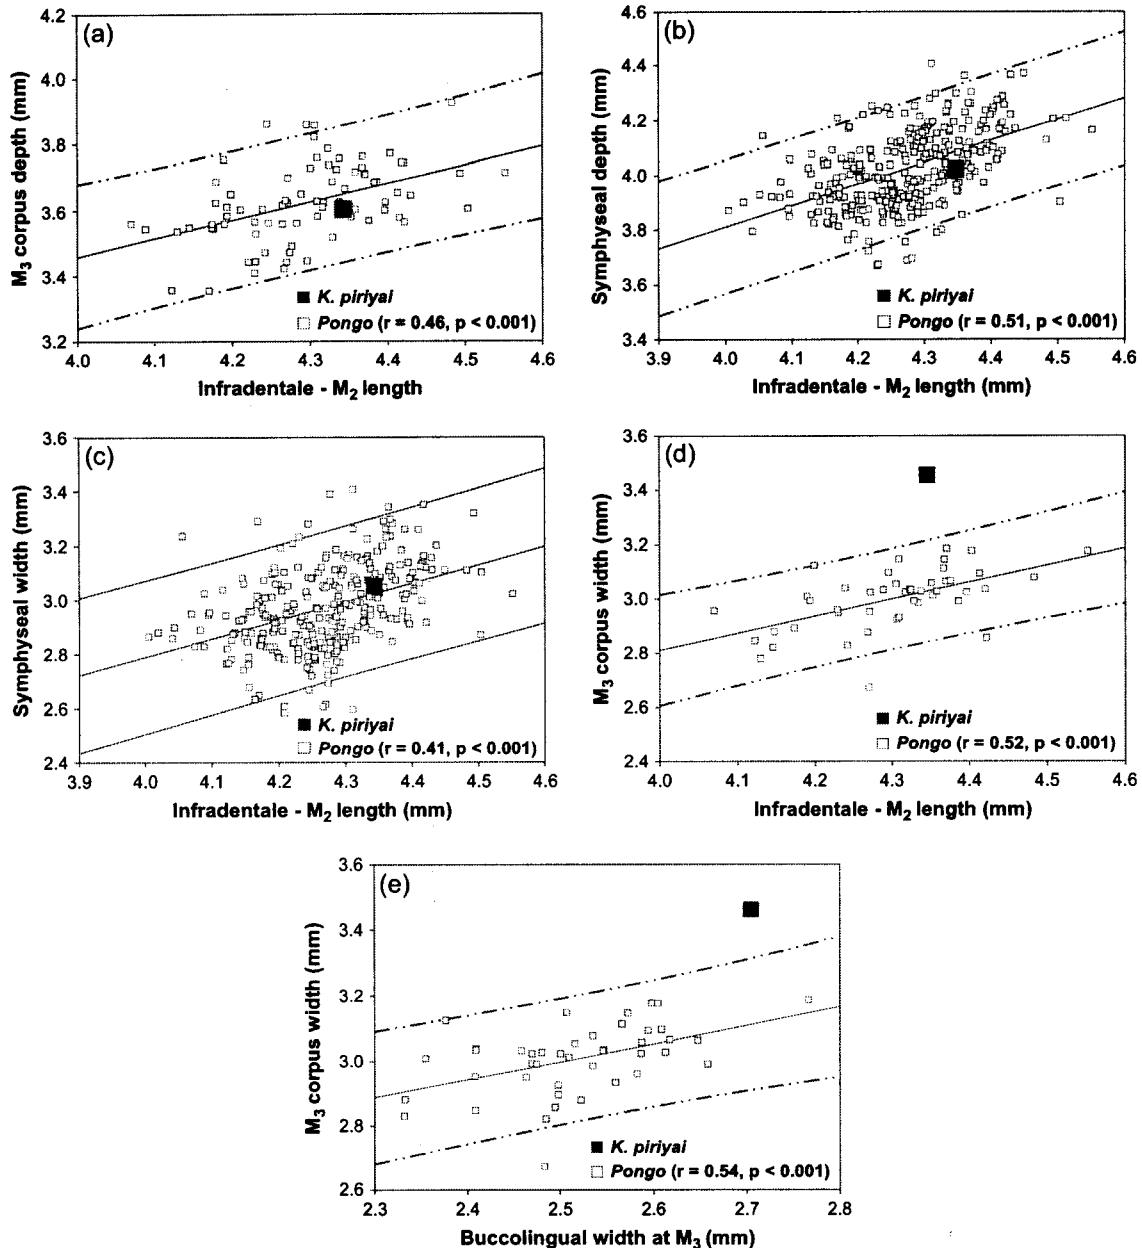 (a)
M3 corpus depth (mm)
4.2
4.0
3.8
3.6
3.4
3.2
4.0 4.1 4.2 4.3 4.4 4.5 4.6
Infradentale - M2 length
K. piriyai
Pongo (r = 0.46, p < 0.001)
(b)
Symphyseal depth (mm)
4.6
4.4
4.2
4.0
3.8
3.6
3.4
3.9 4.0 4.1 4.2 4.3 4.4 4.5 4.6
Infradentale - M2 length (mm)
K. piriyai
Pongo (r = 0.51, p < 0.001)
(c)
Symphyseal width (mm)
3.6
3.4
3.2
3.0
2.8
2.6
2.4
3.9 4.0 4.1 4.2 4.3 4.4 4.5 4.6
Infradentale - M2 length (mm)
K. piriyai
Pongo (r = 0.41, p < 0.001)
(d)
M3 corpus width (mm)
3.6
3.4
3.2
3.0
2.8
2.6
2.4
4.0 4.1 4.2 4.3 4.4 4.5 4.6
Infradentale - M2 length (mm)
K. piriyai
Pongo (r = 0.52, p < 0.001)
(e)
M3 corpus width (mm)
3.6
3.4
3.2
3.0
2.8
2.6
2.3 2.4 2.5 2.6 2.7 2.8
Buccolingual width at M3 (mm)
K. piriyai
Pongo (r = 0.54, p < 0.001)